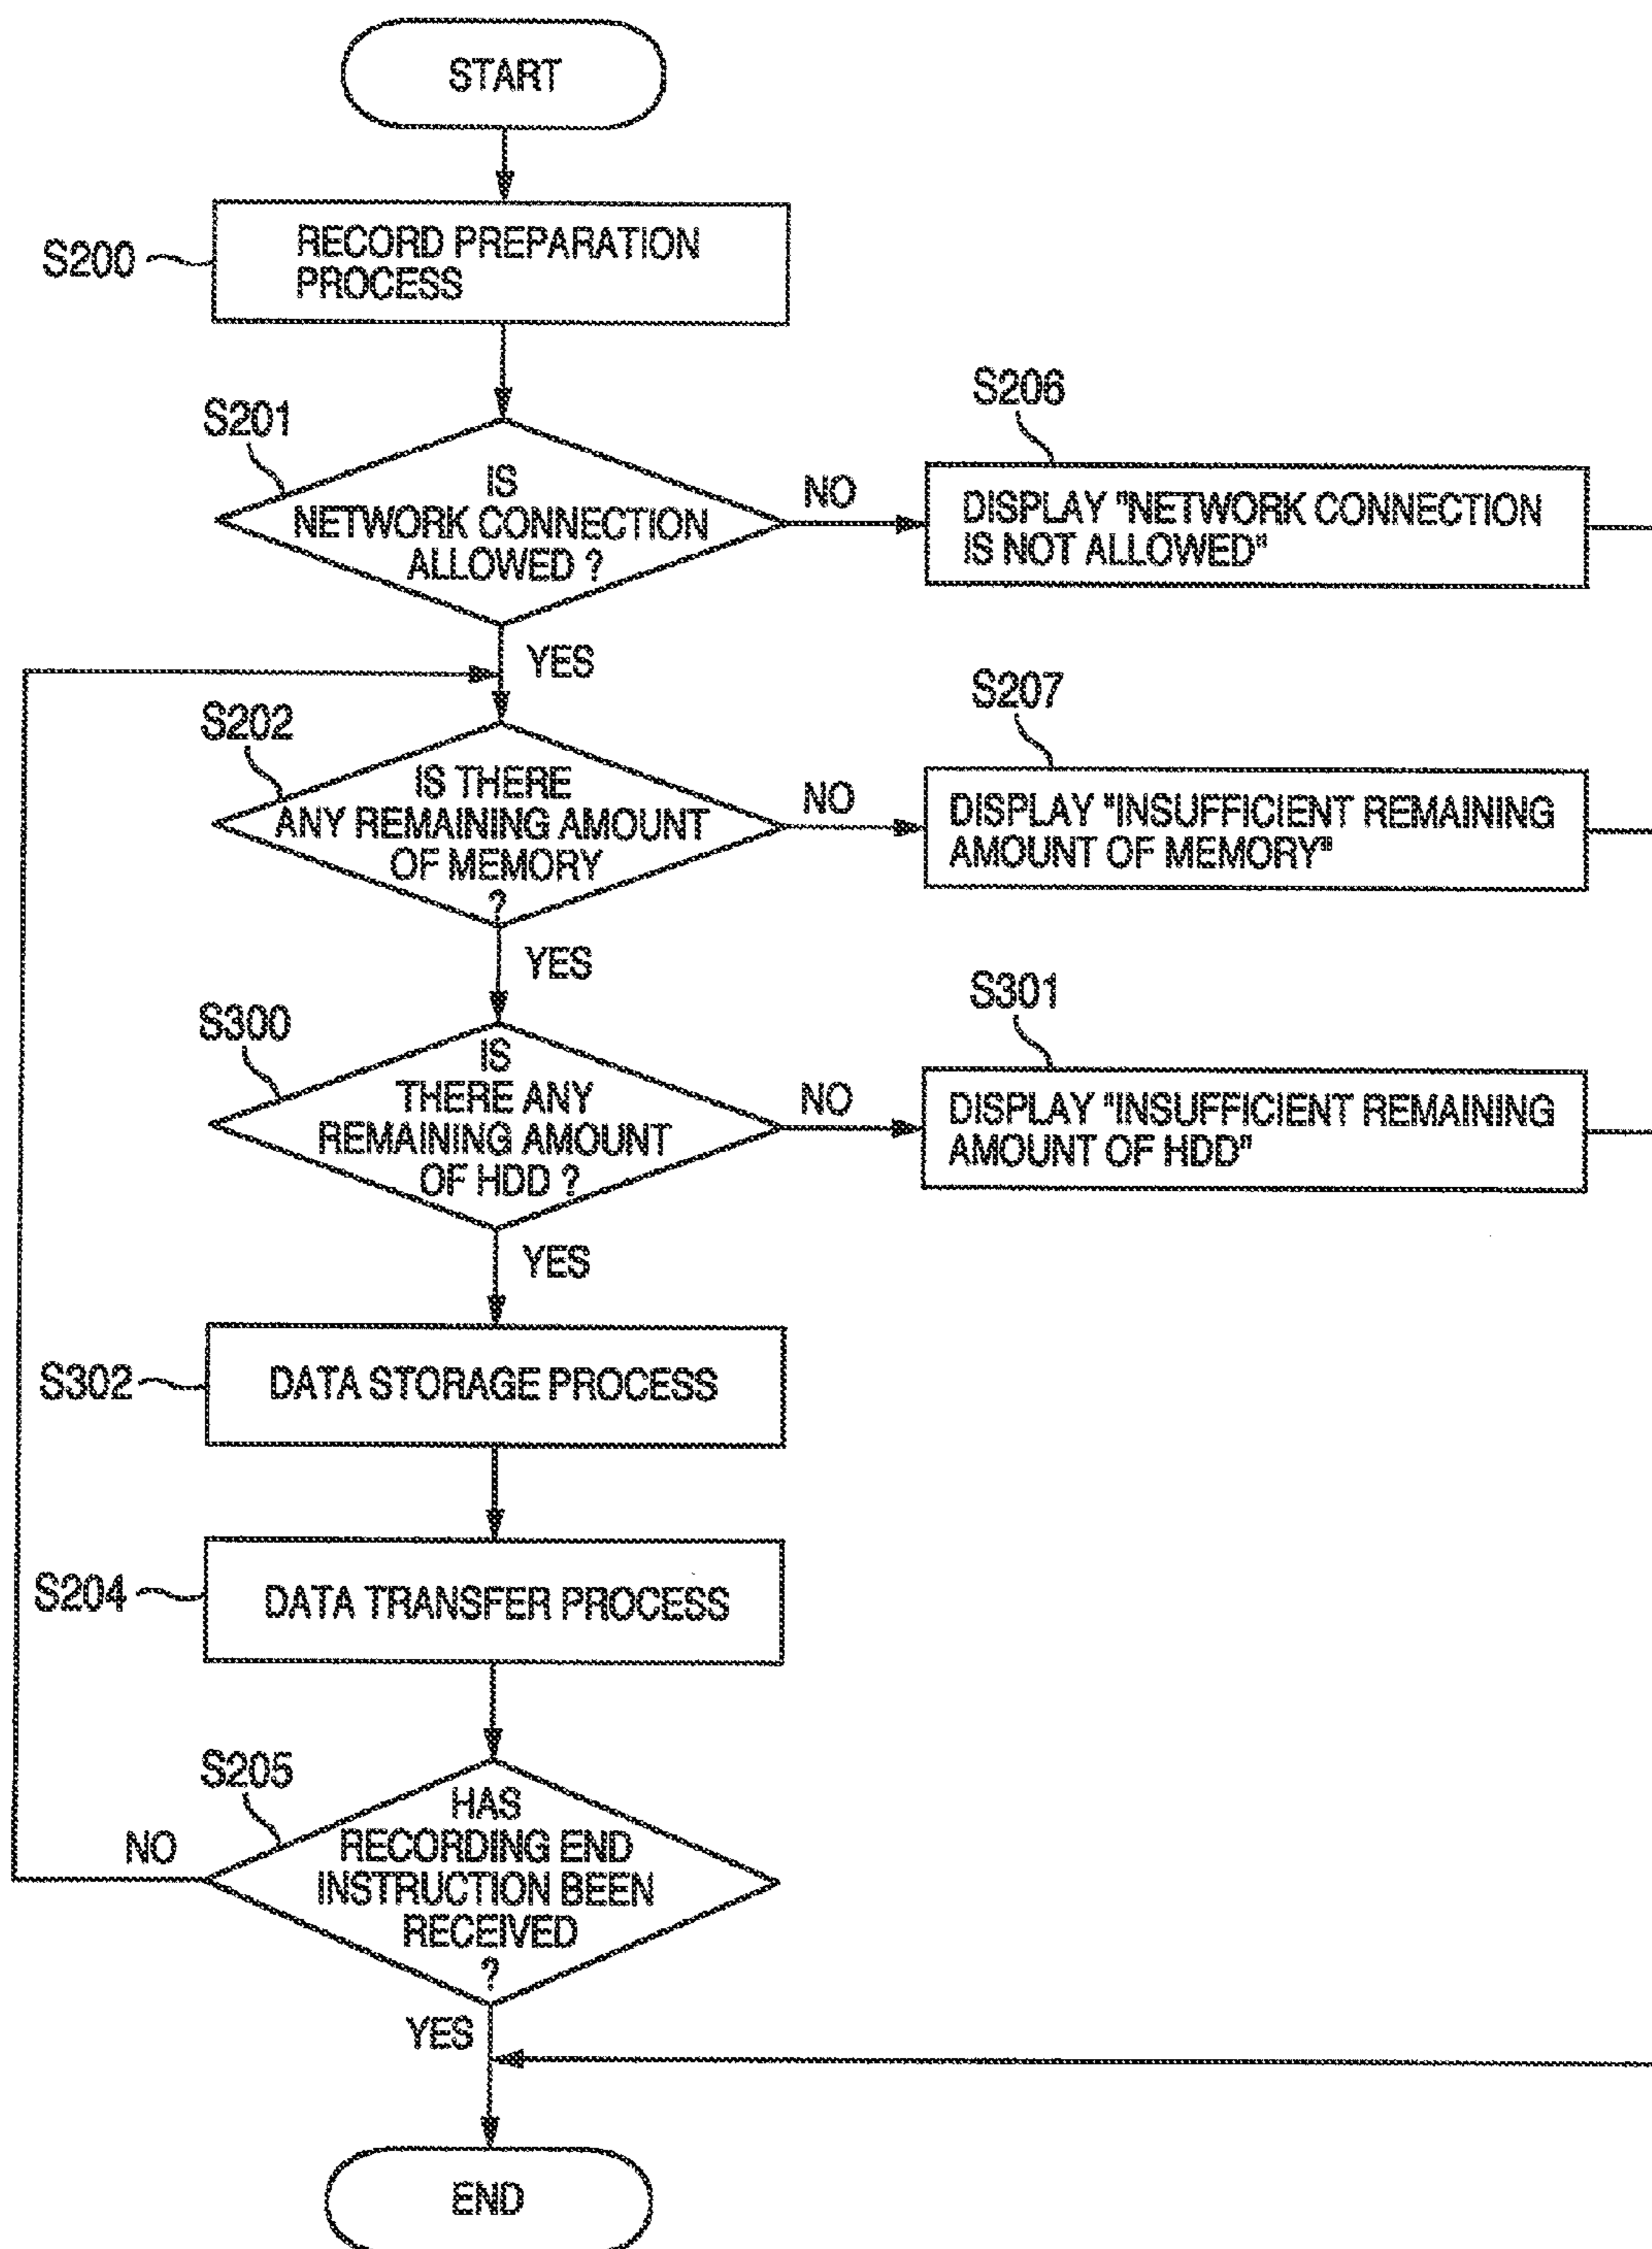 START
S200
RECORD PREPARATION
PROCESS
S201
IS
NETWORK CONNECTION
ALLOWED ?
NO
S206
DISPLAY "NETWORK CONNECTION
IS NOT ALLOWED"
YES
S202
IS THERE
ANY REMAINING AMOUNT
OF MEMORY
?
NO
S207
DISPLAY "INSUFFICIENT REMAINING
AMOUNT OF MEMORY"
YES
S300
IS
THERE ANY
REMAINING AMOUNT
OF HDD ?
NO
S301
DISPLAY "INSUFFICIENT REMAINING
AMOUNT OF HDD"
YES
S302
DATA STORAGE PROCESS
S204
DATA TRANSFER PROCESS
S205
HAS
RECORDING END
INSTRUCTION BEEN
RECEIVED
?
NO
YES
END